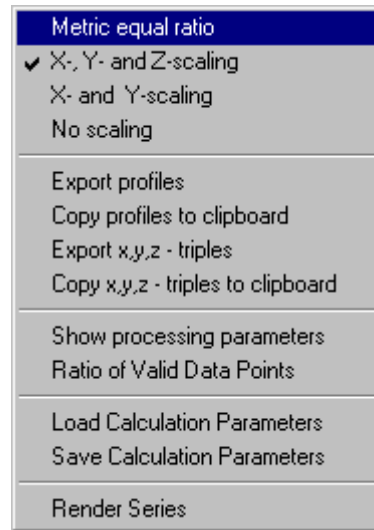 Metric equal ratio
X-, Y- and Z-scaling
X- and Y-scaling
No scaling
Export profiles
Copy profiles to clipboard
Export x,y,z - triples
Copy x,y,z - triples to clipboard
Show processing parameters
Ratio of Valid Data Points
Load Calculation Parameters
Save Calculation Parameters
Render Series